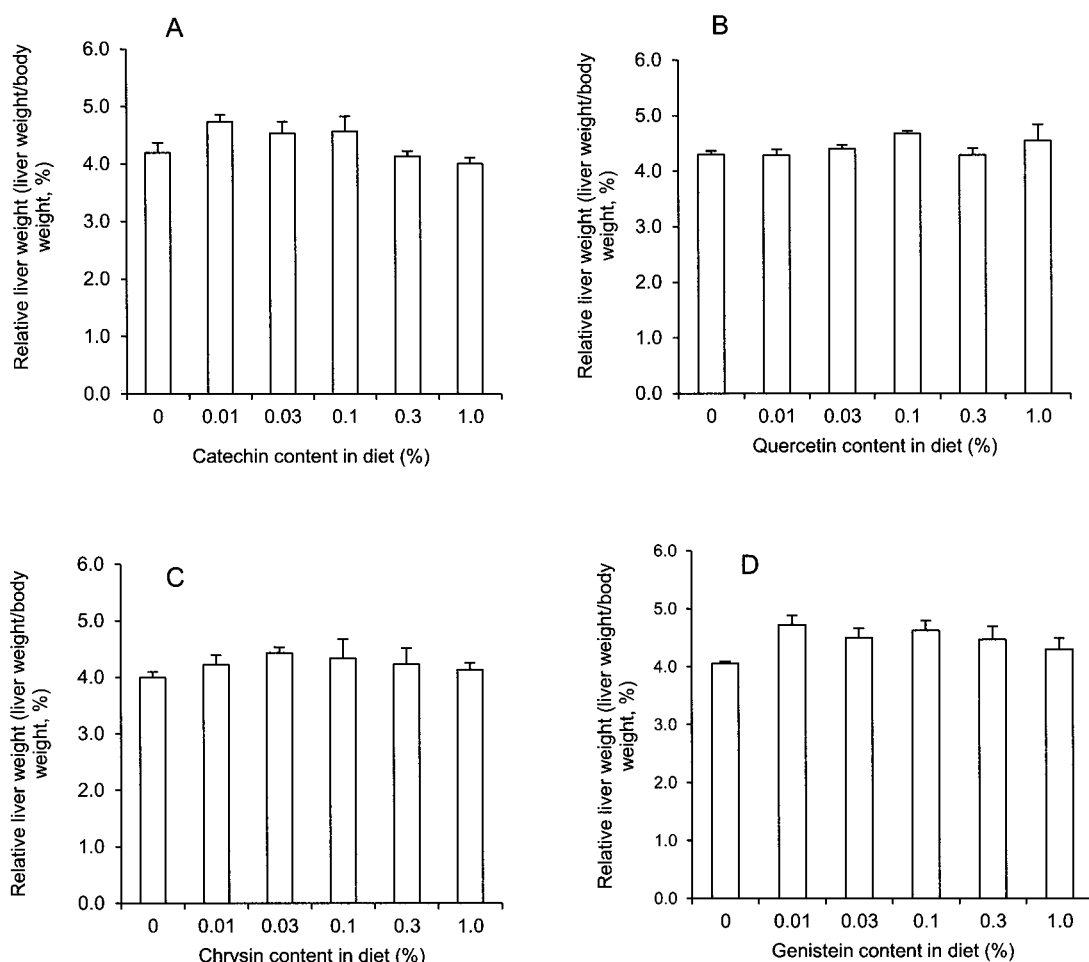 A
Relative liver weight (liver weight/body
weight, %)
6.0
5.0
4.0
3.0
2.0
1.0
0.0
0 0.01 0.03 0.1 0.3 1.0
Catechin content in diet (%)
B
Relative liver weight (liver weight/body
weight, %)
6.0
5.0
4.0
3.0
2.0
1.0
0.0
0 0.01 0.03 0.1 0.3 1.0
Quercetin content in diet (%)
C
Relative liver weight (liver weight/body
weight, %)
6.0
5.0
4.0
3.0
2.0
1.0
0.0
0 0.01 0.03 0.1 0.3 1.0
Chrysin content in diet (%)
D
Relative liver weight (liver weight/body
weight, %)
6.0
5.0
4.0
3.0
2.0
1.0
0.0
0 0.01 0.03 0.1 0.3 1.0
Genistein content in diet (%)